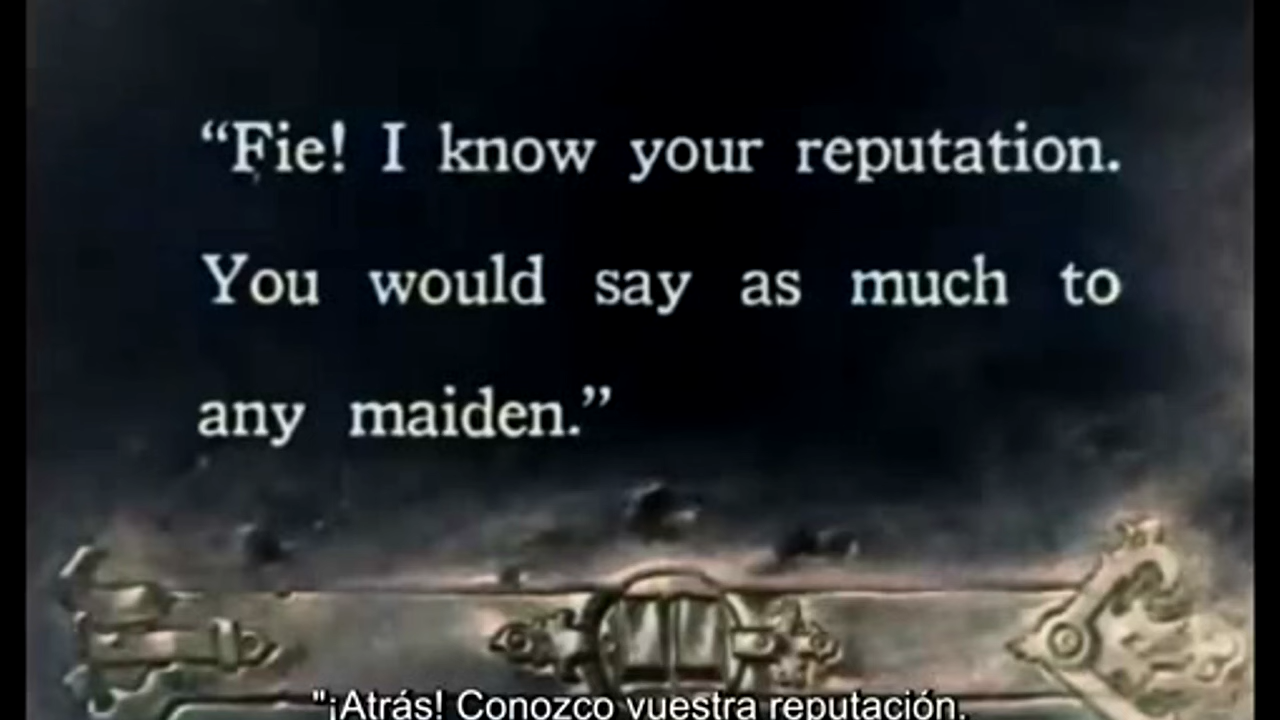 “Fie! I know your reputation.
You would say as much to
any maiden.”
"¡Atrás! Conozco vuestra reputación.